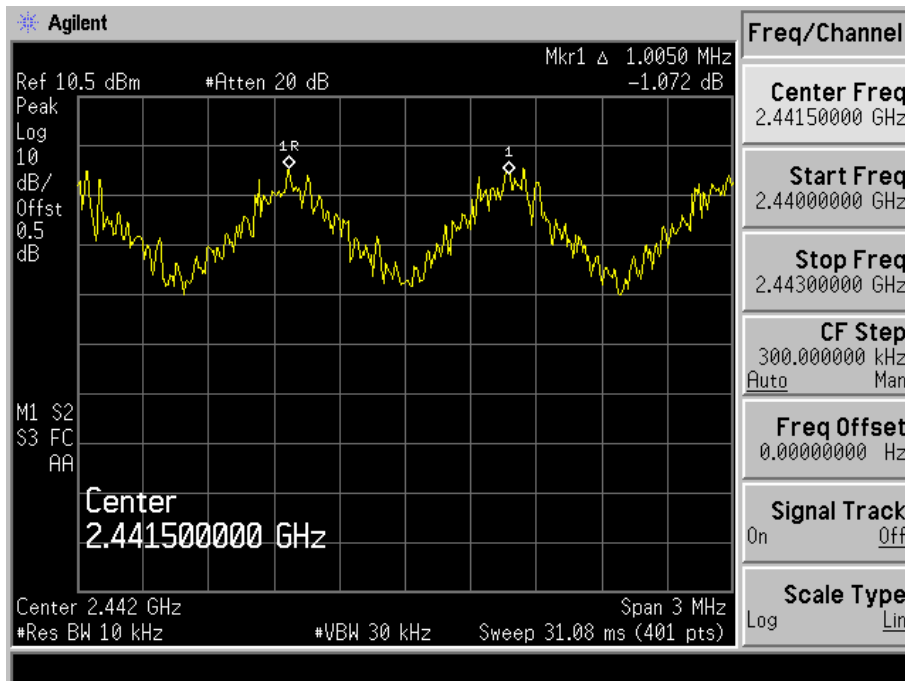 Agilent
Freq/Channel
Mkr1 Δ 1.0050 MHz
Ref 10.5 dBm #Atten 20 dB -1.072 dB
Peak
Log
10
dB/
Offst
0.5
dB
1R
1
M1 S2
S3 FC
AA
Center
2.441500000 GHz
Center 2.442 GHz Span 3 MHz
#Res BW 10 kHz #VBW 30 kHz Sweep 31.08 ms (401 pts)
Center Freq
2.44150000 GHz
Start Freq
2.44000000 GHz
Stop Freq
2.44300000 GHz
CF Step
300.000000 kHz
Auto Man
Freq Offset
0.00000000 Hz
Signal Track
On Off
Scale Type
Log Lin